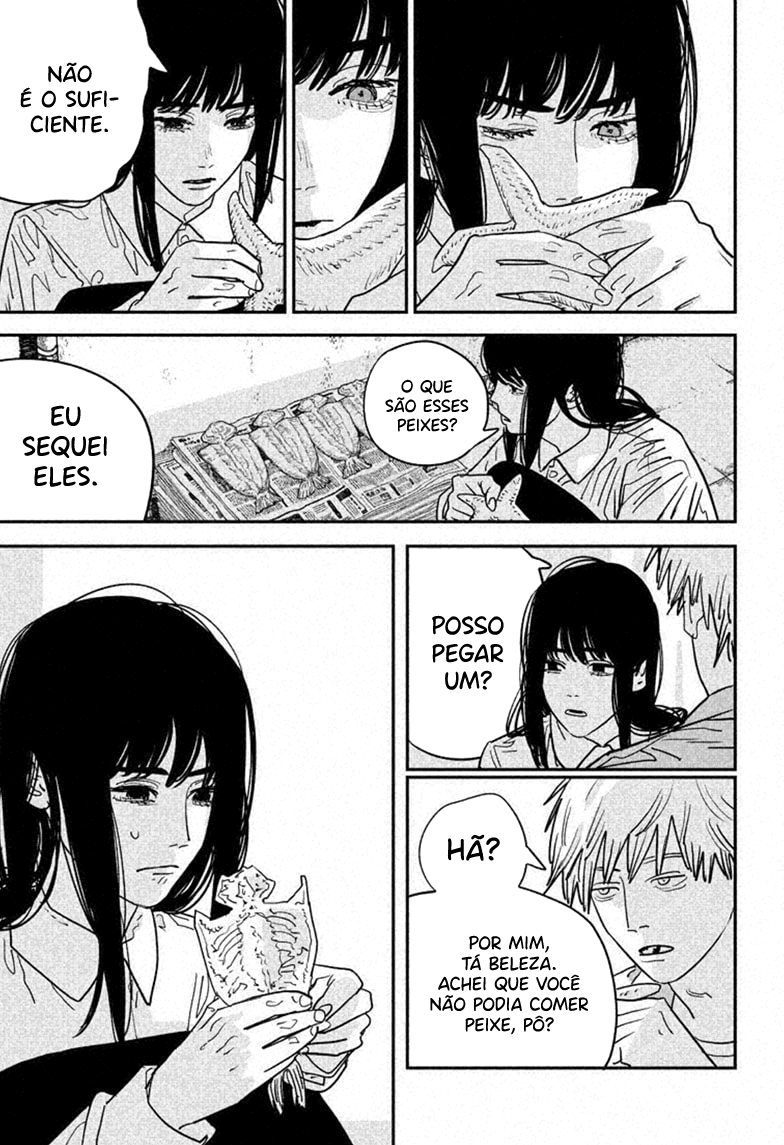 NÃO
É O SUFI-
CIENTE.
O QUE
SÃO ESSES
PEIXES?
EU
SEQUEI
ELES.
POSSO
PEGAR
UM?
HÃ?
POR MIM,
TÁ BELEZA.
ACHEI QUE VOCÊ
NÃO PODIA COMER
PEIXE, PÔ?